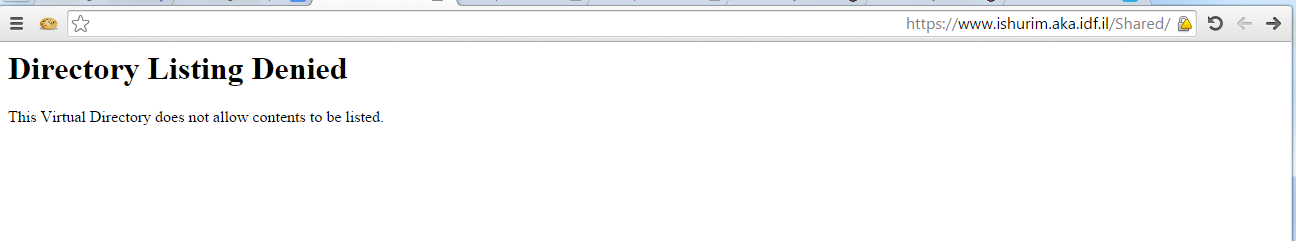 https://www.ishurim.aka.idf.il/Shared/
Directory Listing Denied
This Virtual Directory does not allow contents to be listed.